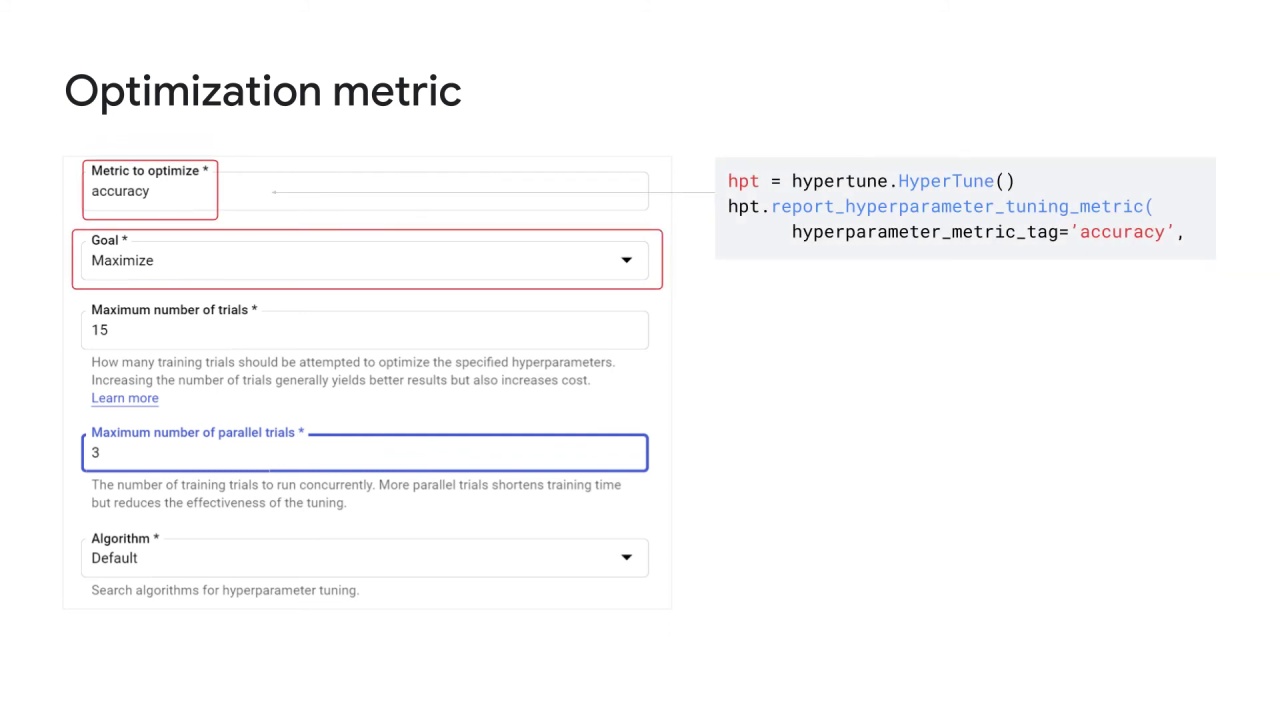 Optimization metric
Metric to optimize *
accuracy
Goal *
Maximize
Maximum number of trials *
15
How many training trials should be attempted to optimize the specified hyperparameters.
Increasing the number of trials generally yields better results but also increases cost.
Learn more
Maximum number of parallel trials *
3
The number of training trials to run concurrently. More parallel trials shortens training time
but reduces the effectiveness of the tuning.
Algorithm *
Default
Search algorithms for hyperparameter tuning.
hpt = hypertune.HyperTune()
hpt.report_hyperparameter_tuning_metric(
hyperparameter_metric_tag=’accuracy’,